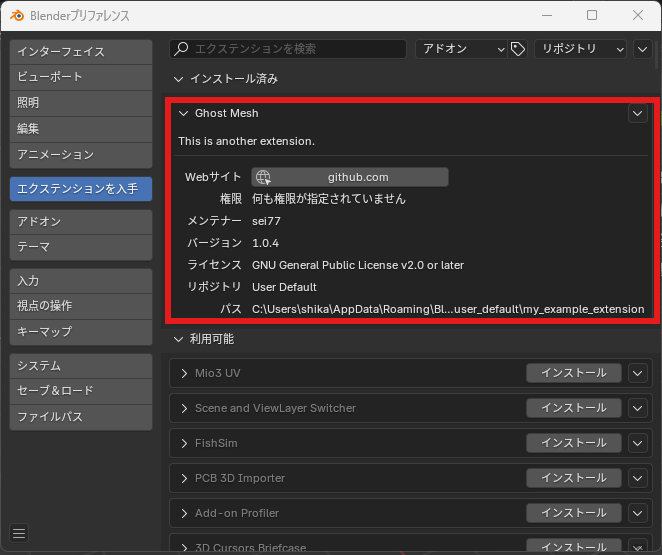 Blenderプリファレンス
インターフェイス
ビューポート
照明
編集
アニメーション
エクステンションを入手
アドオン
テーマ
入力
視点の操作
キーマップ
システム
セーブ＆ロード
ファイルパス
エクステンションを検索 アドオン リポジトリ
インストール済み
Ghost Mesh
This is another extension.
Webサイト github.com
権限 何も権限が指定されていません
メンテナー sei77
バージョン 1.0.4
ライセンス GNU General Public License v2.0 or later
リポジトリ User Default
パス C:\Users\shika\AppData\Roaming\Bl...user_default\my_example_extension
利用可能
Mio3 UV インストール
Scene and ViewLayer Switcher インストール
FishSim インストール
PCB 3D Importer インストール
Add-on Profiler インストール
3D Cursors Briefcase インストール